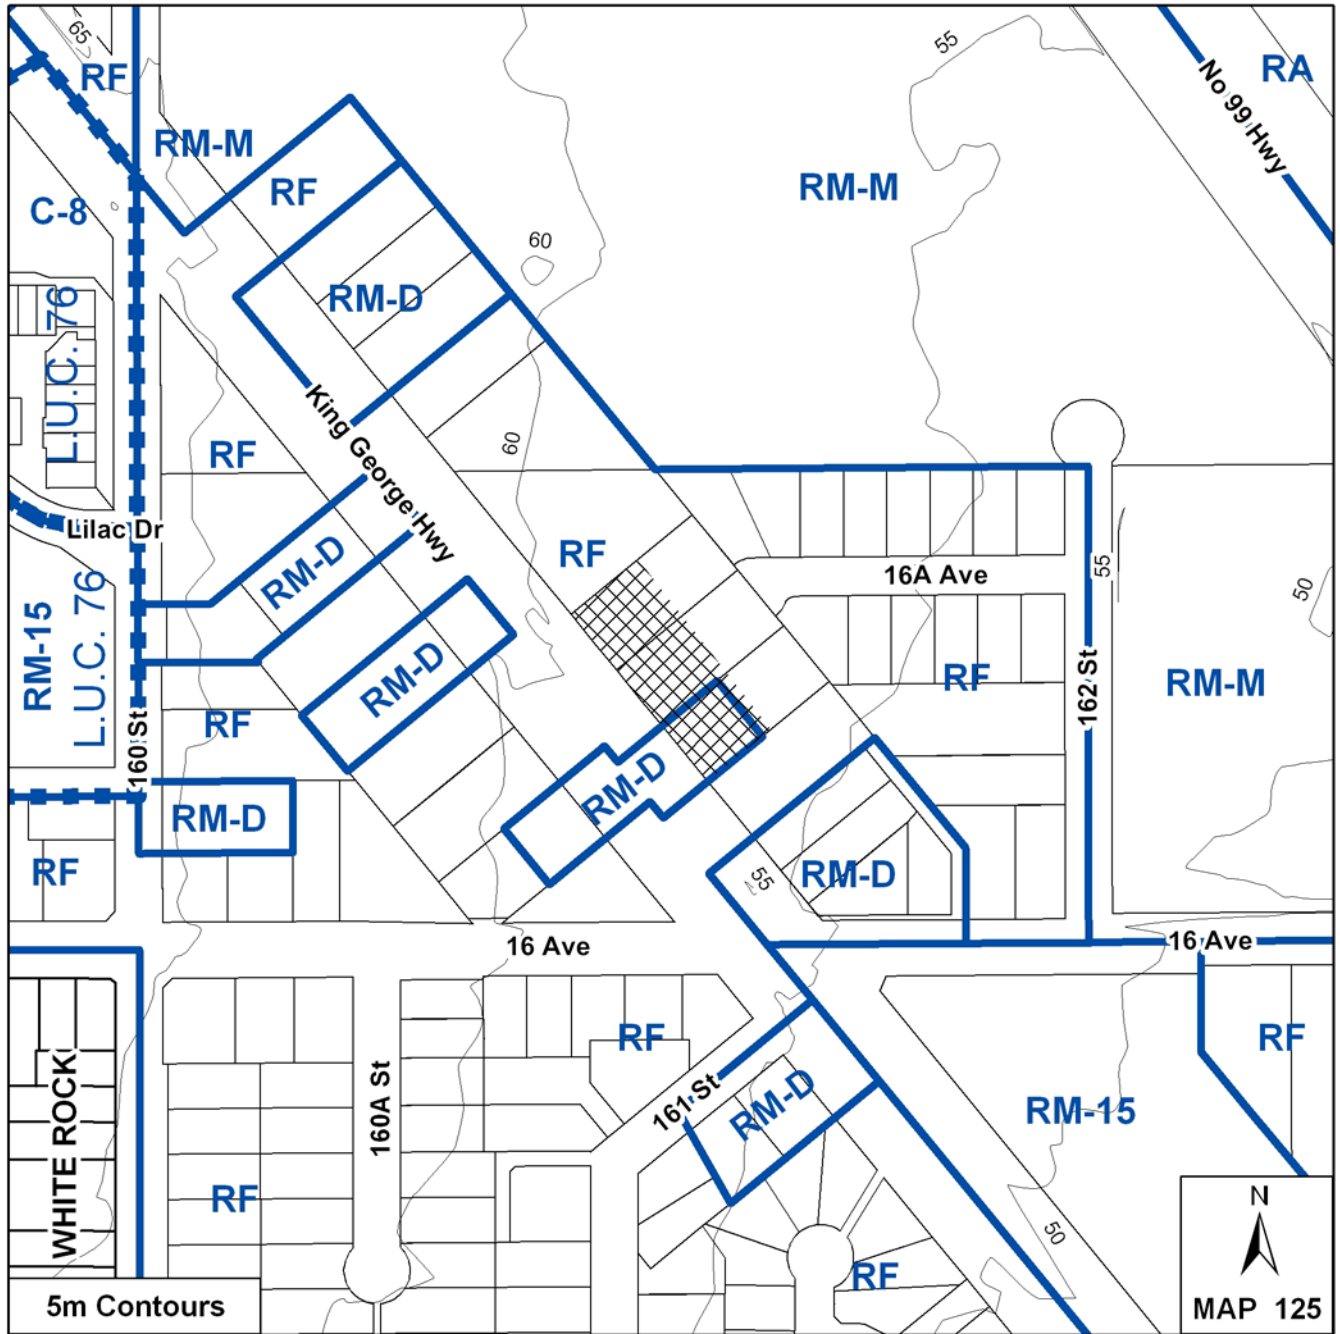 65
RF
RM-M
55
No 99 Hwy
RA
RF
RM-M
C-8
60
L.U.C. 76
RM-D
King George Hwy
60
RF
Lilac Dr
RF
RM-D
16A Ave
55
50
RM-15
L.U.C. 76
RM-D
RF
162 St
RM-M
160 St
RF
RM-D
RM-D
RF
RM-D
55
16 Ave
16 Ave
WHITE ROCK
160A St
RF
161 St
RM-D
RM-15
RF
RF
50
RF
N
5m Contours
MAP 125